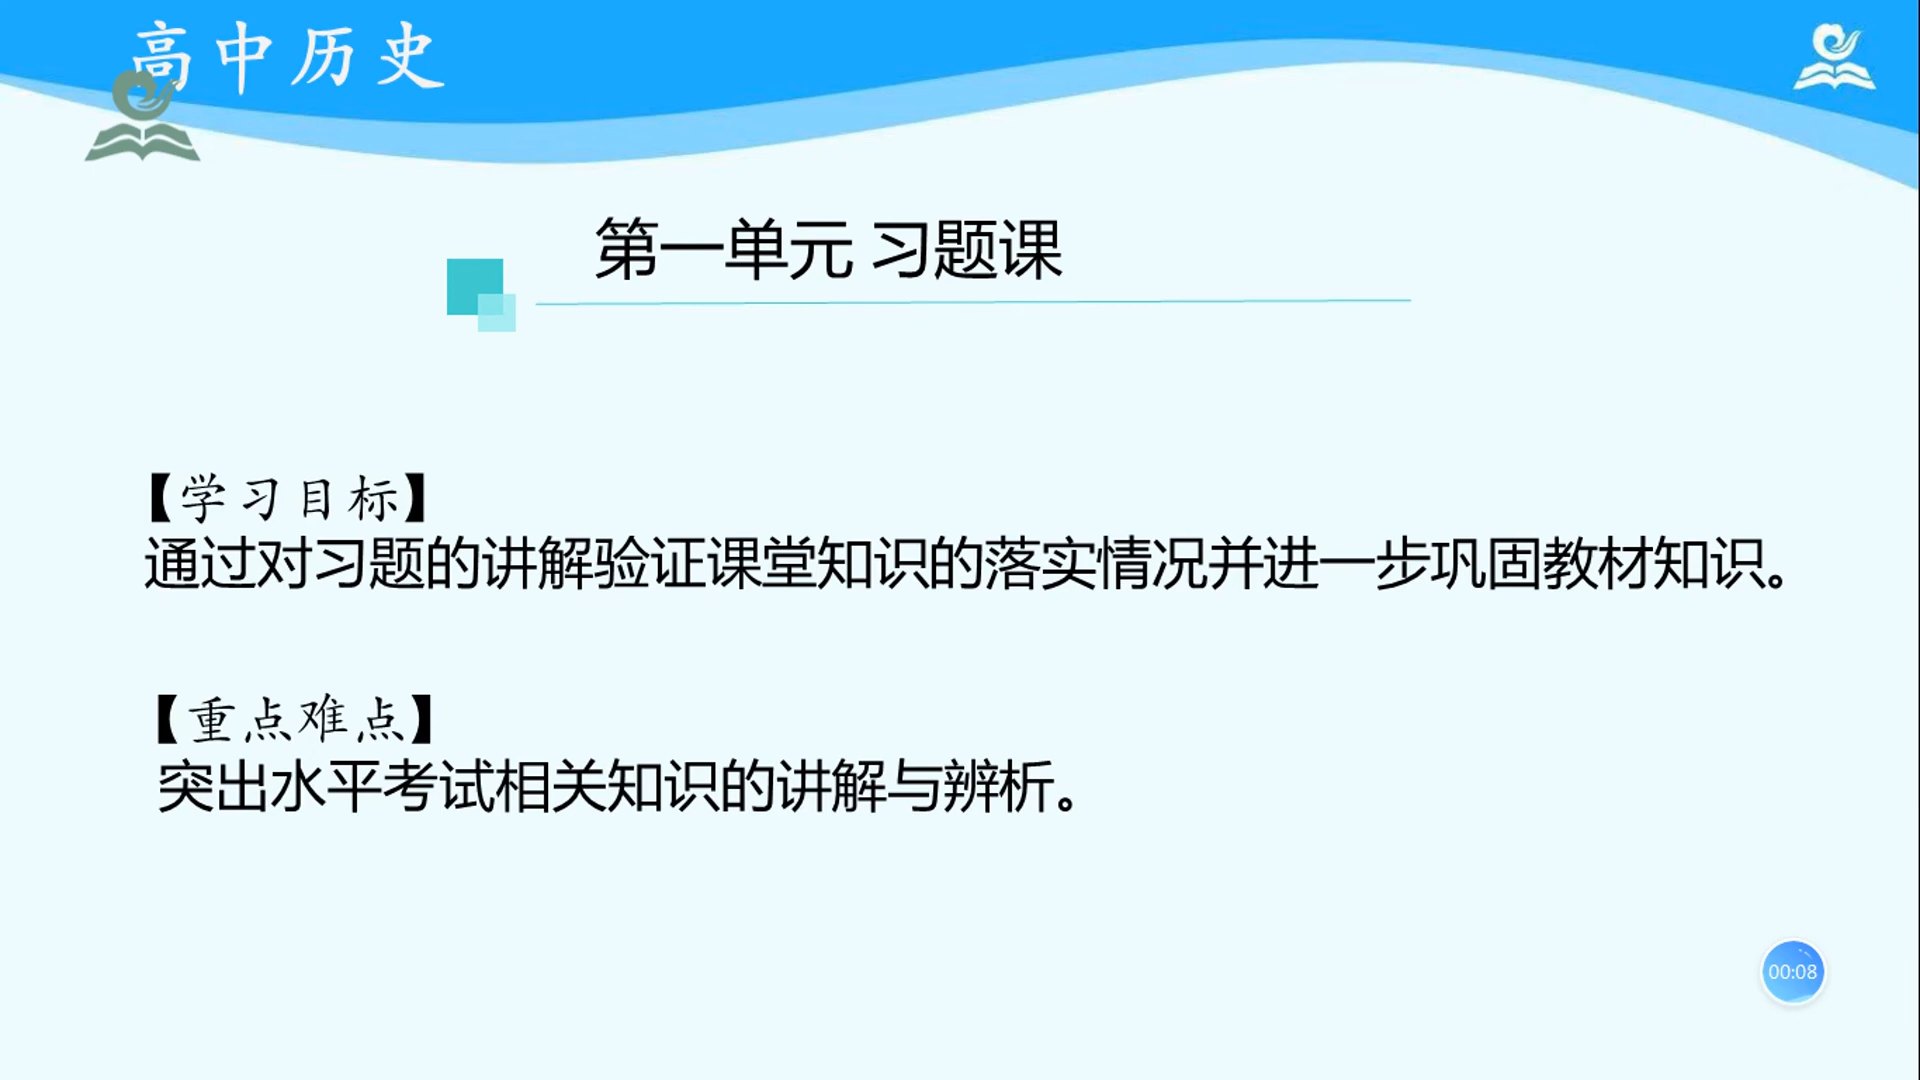 高中历史
第一单元 习题课
【学习目标】
通过对习题的讲解验证课堂知识的落实情况并进一步巩固教材知识。
【重点难点】
突出水平考试相关知识的讲解与辨析。
00:08